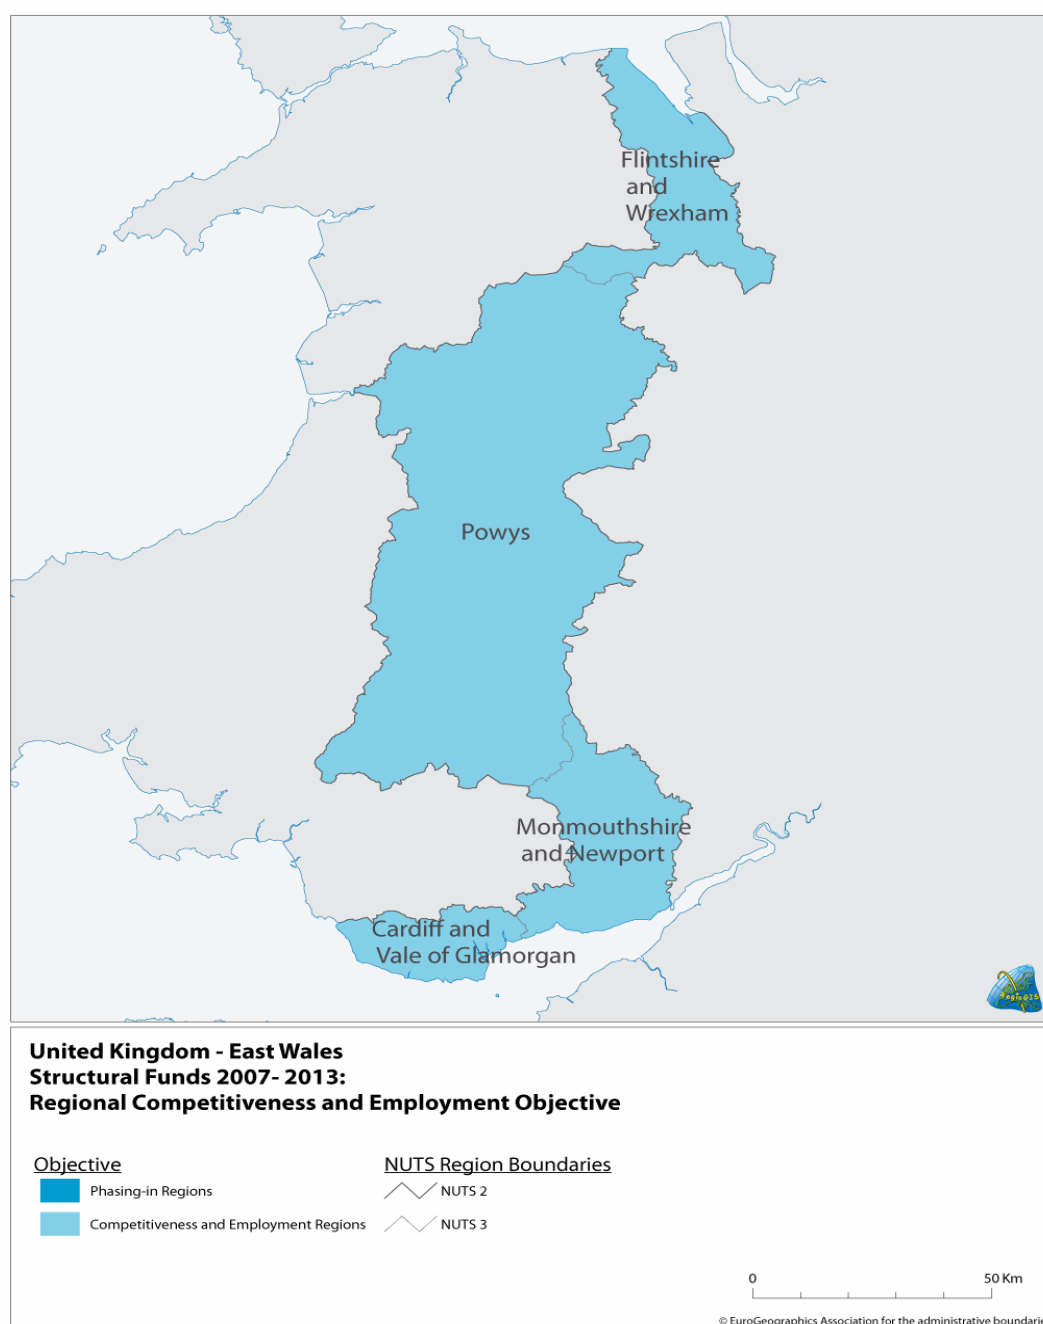 Flintshire
and
Wrexham
Powys
Monmouthshire
and Newport
Cardiff and
Vale of Glamorgan
RegioGIS
United Kingdom - East Wales
Structural Funds 2007- 2013:
Regional Competitiveness and Employment Objective
Objective
Phasing-in Regions
Competitiveness and Employment Regions
NUTS Region Boundaries
NUTS 2
NUTS 3
0 50 Km
© EuroGeographics Association for the administrative boundarie